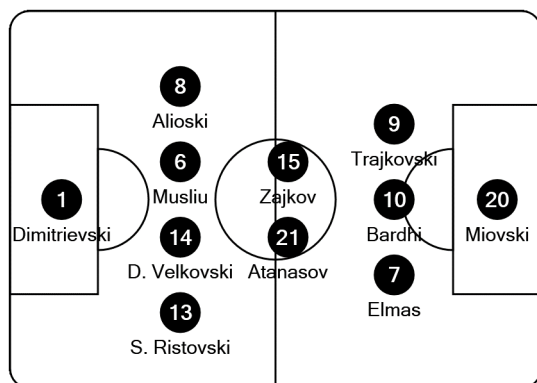 8
Alioski
9
Trajkovski
6
Musliu
15
Zajkov
1
Dimitrievski
10
Bardhi
20
Miovski
14
D. Velkovski
21
Atanasov
7
Elmas
13
S. Ristovski